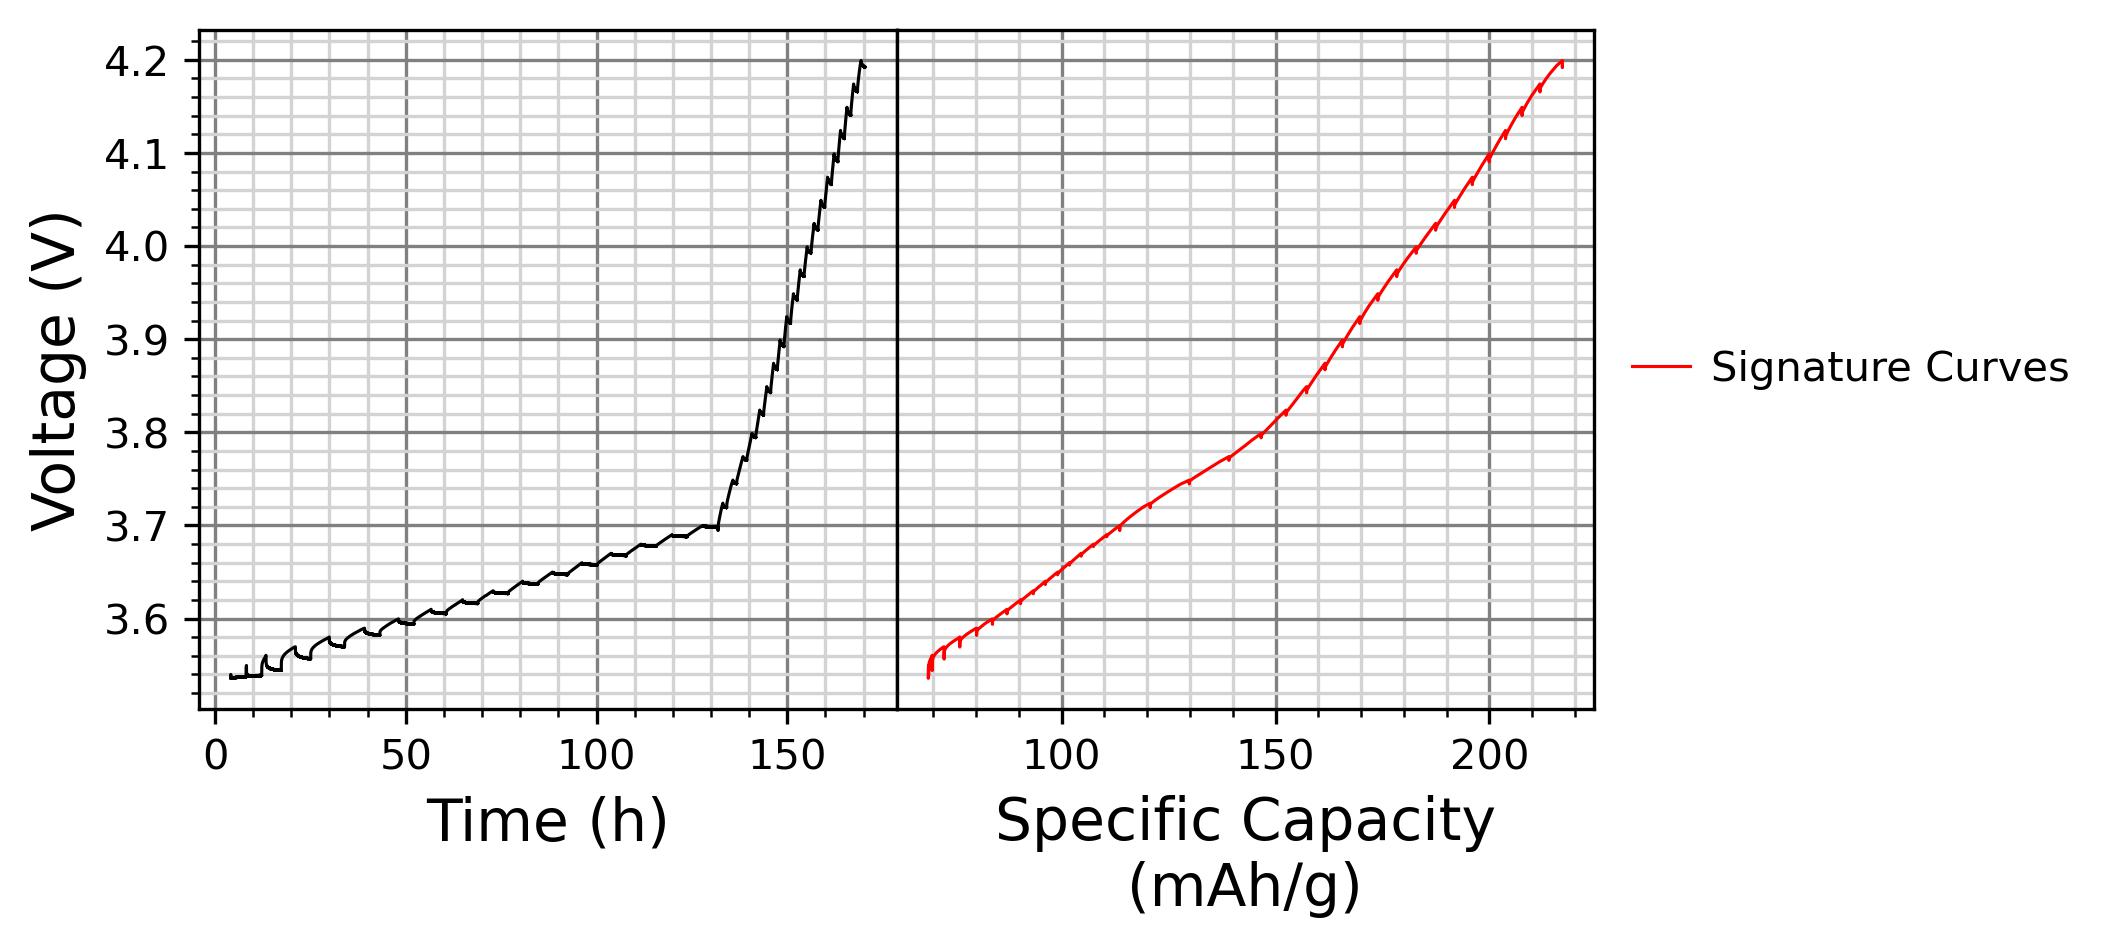 4.2
4.1
4.0
3.9
3.8
3.7
3.6
Voltage (V)
0 50 100 150
Time (h)
100 150 200
Specific Capacity
(mAh/g)
Signature Curves